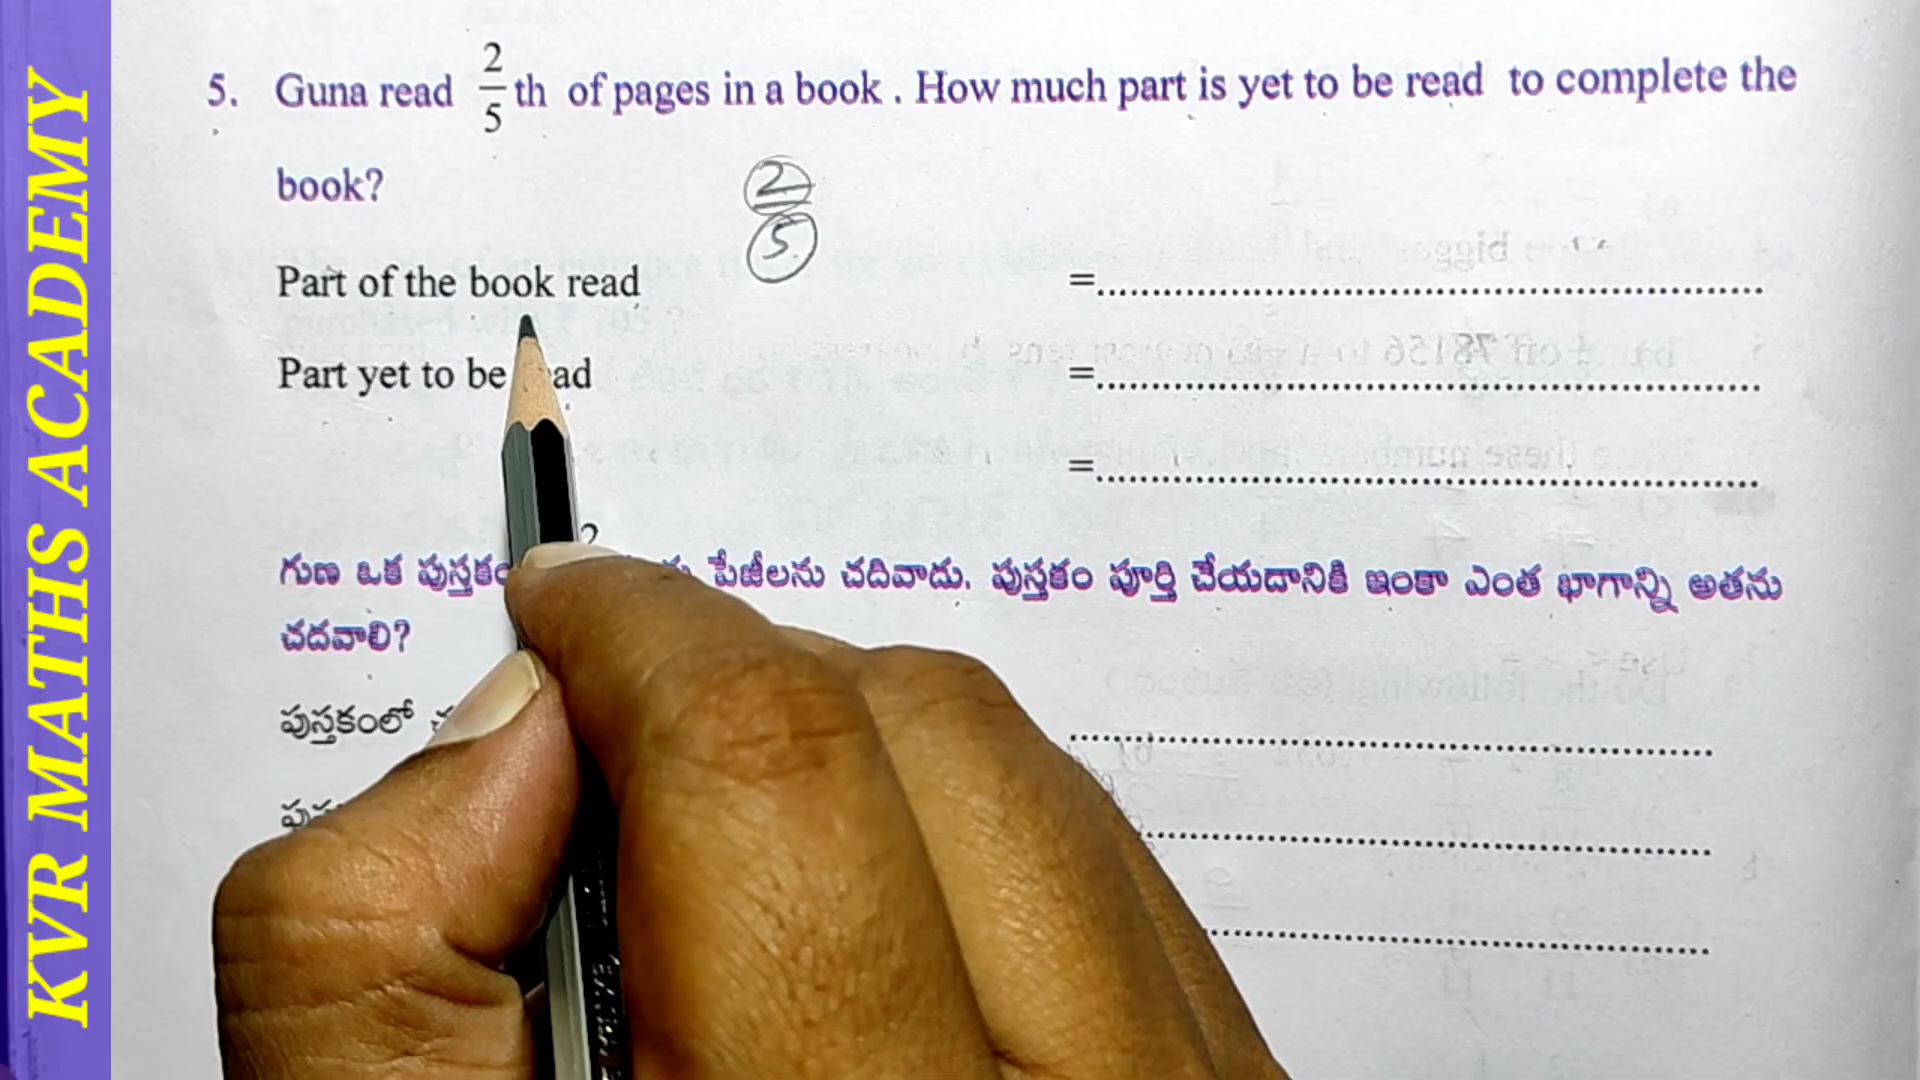 KVR MATHS ACADEMY
5. Guna read 2/5 th of pages in a book . How much part is yet to be read to complete the
book?
2/5
Part of the book read =
Part yet to be =
=
గుణ ఒక పేజీలను చదివాడు. పుస్తకం పూర్తి చేయడానికి ఇంకా ఎంత భాగాన్ని అతను
చదవాలి?
పుస్తకంలో